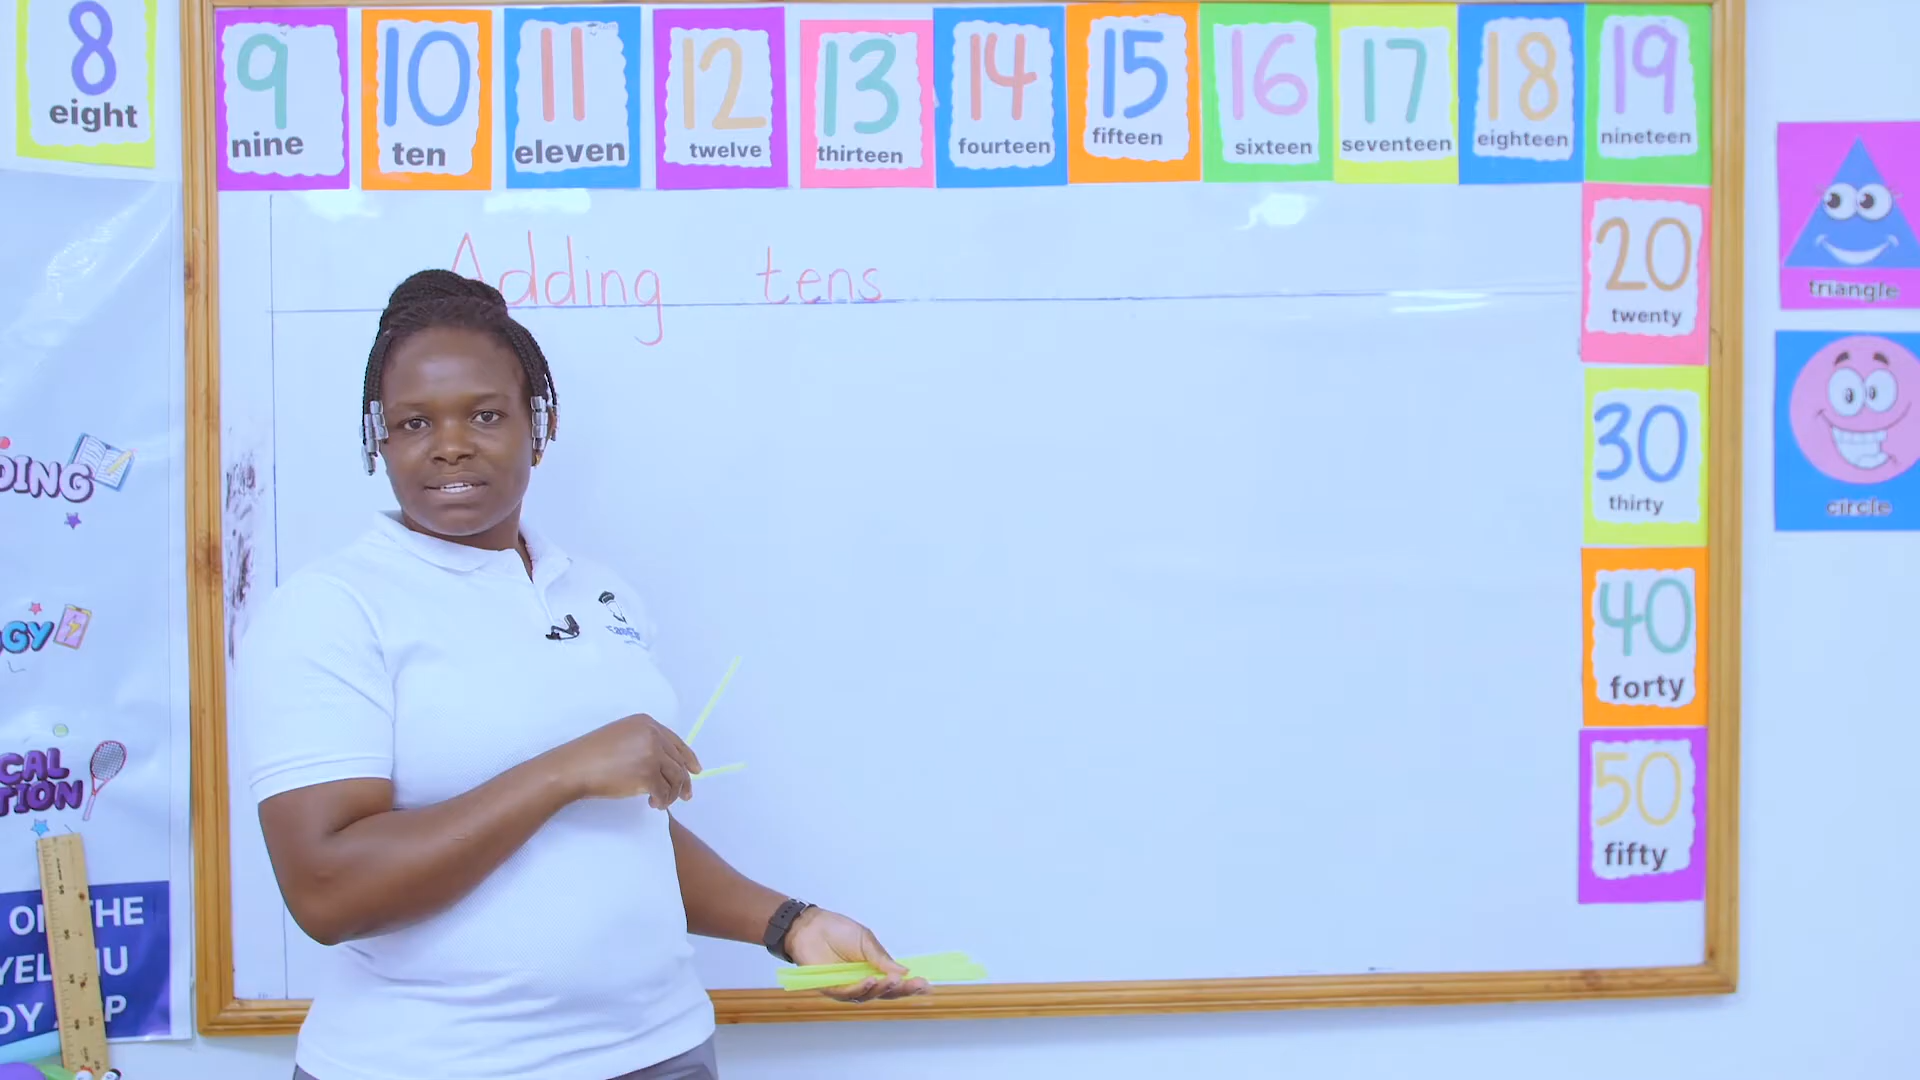 8
eight
9
nine
10
ten
11
eleven
12
twelve
13
thirteen
14
fourteen
15
fifteen
16
sixteen
17
seventeen
18
eighteen
19
nineteen
Adding tens
20
twenty
30
thirty
40
forty
50
fifty
triangle
circle
DING
GY
CAL
TION
THE